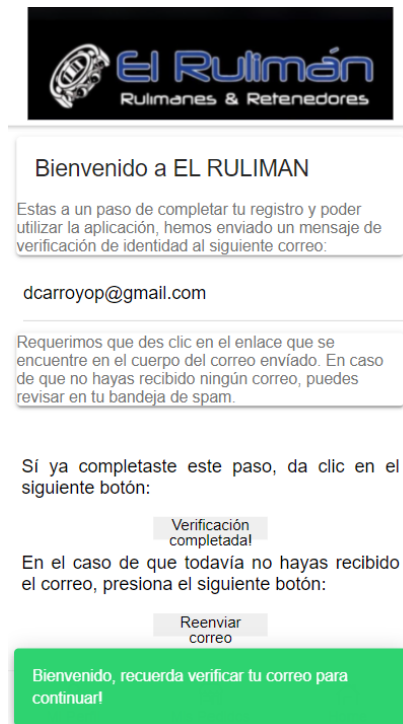 El Rulimán
Rulimanes & Retenedores
Bienvenido a EL RULIMAN
Estas a un paso de completar tu registro y poder
utilizar la aplicación, hemos enviado un mensaje de
verificación de identidad al siguiente correo:
dcarroyop@gmail.com
Requerimos que des clic en el enlace que se
encuentre en el cuerpo del correo envíado. En caso
de que no hayas recibido ningún correo, puedes
revisar en tu bandeja de spam.
Sí ya completaste este paso, da clic en el
siguiente botón:
Verificación
completada!
En el caso de que todavía no hayas recibido
el correo, presiona el siguiente botón:
Reenviar
correo
Bienvenido, recuerda verificar tu correo para
continuar!